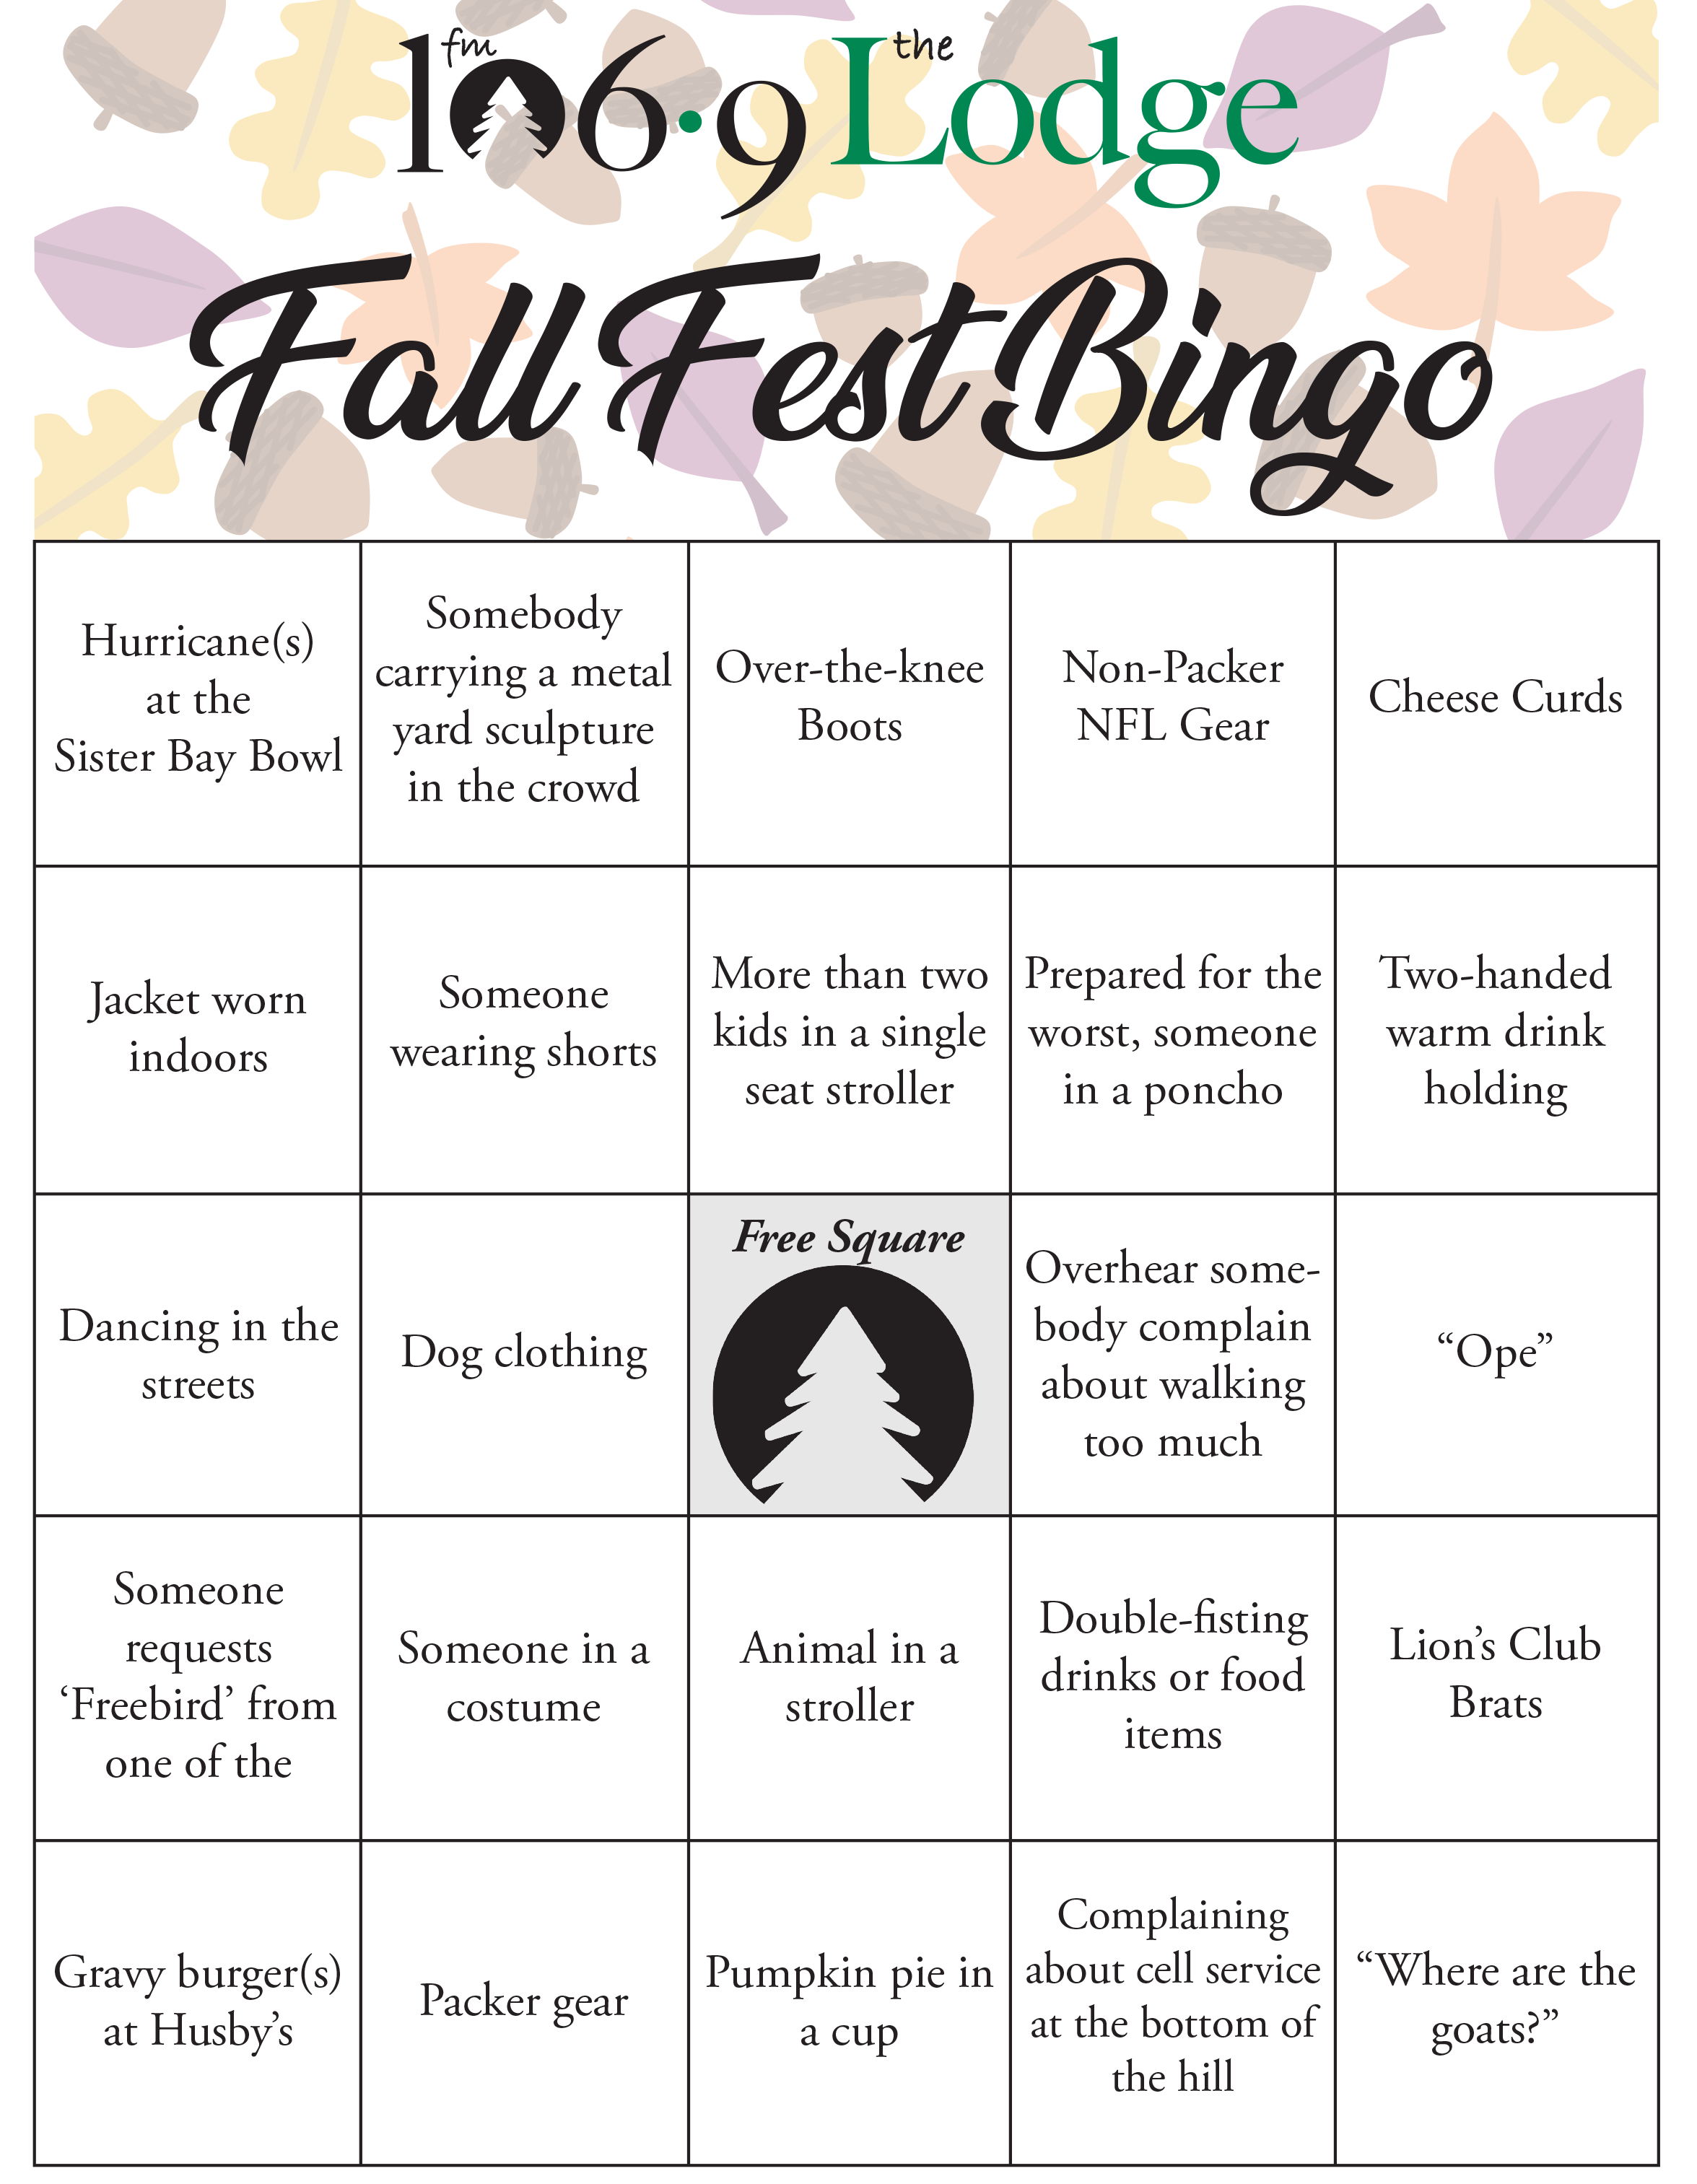 fm 106.9 the Lodge
Fall Fest Bingo
Hurricane(s)
at the
Sister Bay Bowl
Somebody
carrying a metal
yard sculpture
in the crowd
Over-the-knee
Boots
Non-Packer
NFL Gear
Cheese Curds
Jacket worn
indoors
Someone
wearing shorts
More than two
kids in a single
seat stroller
Prepared for the
worst, someone
in a poncho
Two-handed
warm drink
holding
Dancing in the
streets
Dog clothing
Free Square
Overhear some-
body complain
about walking
too much
“Ope”
Someone
requests
‘Freebird’ from
one of the
Someone in a
costume
Animal in a
stroller
Double-fisting
drinks or food
items
Lion’s Club
Brats
Gravy burger(s)
at Husby’s
Packer gear
Pumpkin pie in
a cup
Complaining
about cell service
at the bottom of
the hill
“Where are the
goats?”